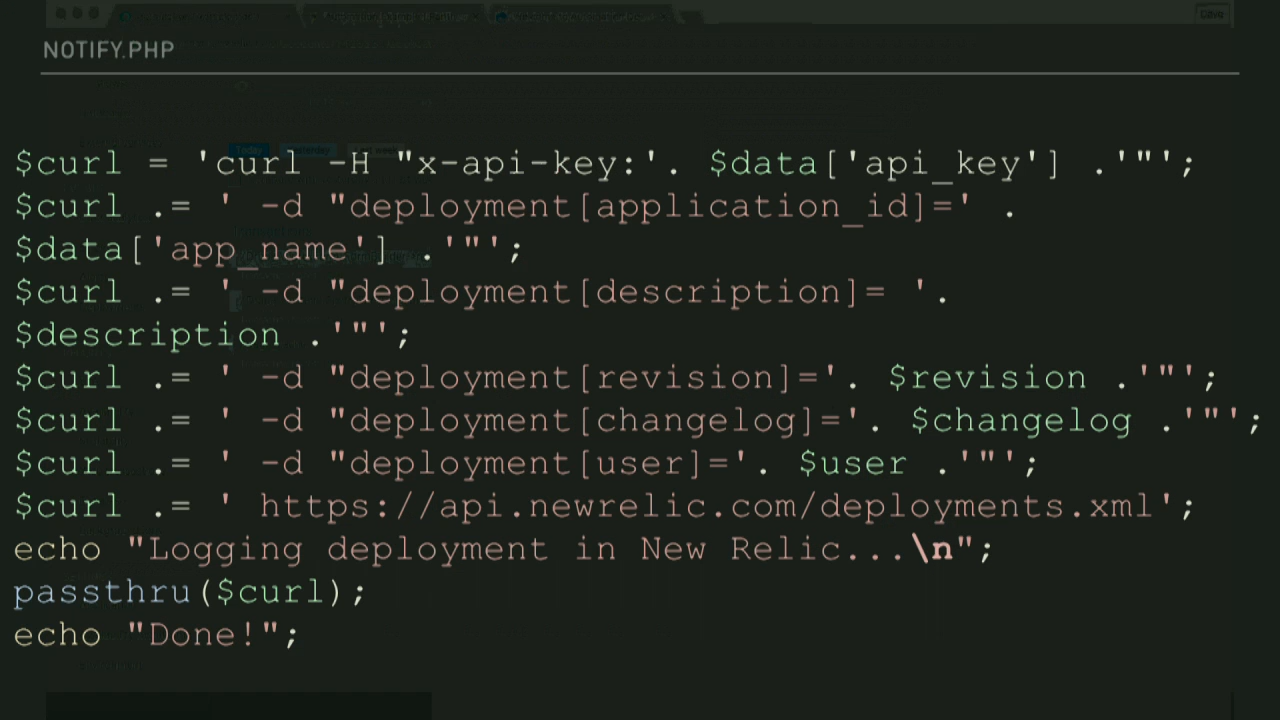 Save
NOTIFY.PHP
Today
$curl = 'curl -H "x-api-key:'. $data['api_key'] .'"';
$curl .= ' -d "deployment[application_id]=' .
$data['app_name'] .'"';
$curl .= ' -d "deployment[description]= '.
$description .'"';
$curl .= ' -d "deployment[revision]='. $revision .'"';
$curl .= ' -d "deployment[changelog]='. $changelog .'"';
$curl .= ' -d "deployment[user]='. $user .'"';
$curl .= ' https://api.newrelic.com/deployments.xml';
echo "Logging deployment in New Relic...\n";
passthru($curl);
echo "Done!";